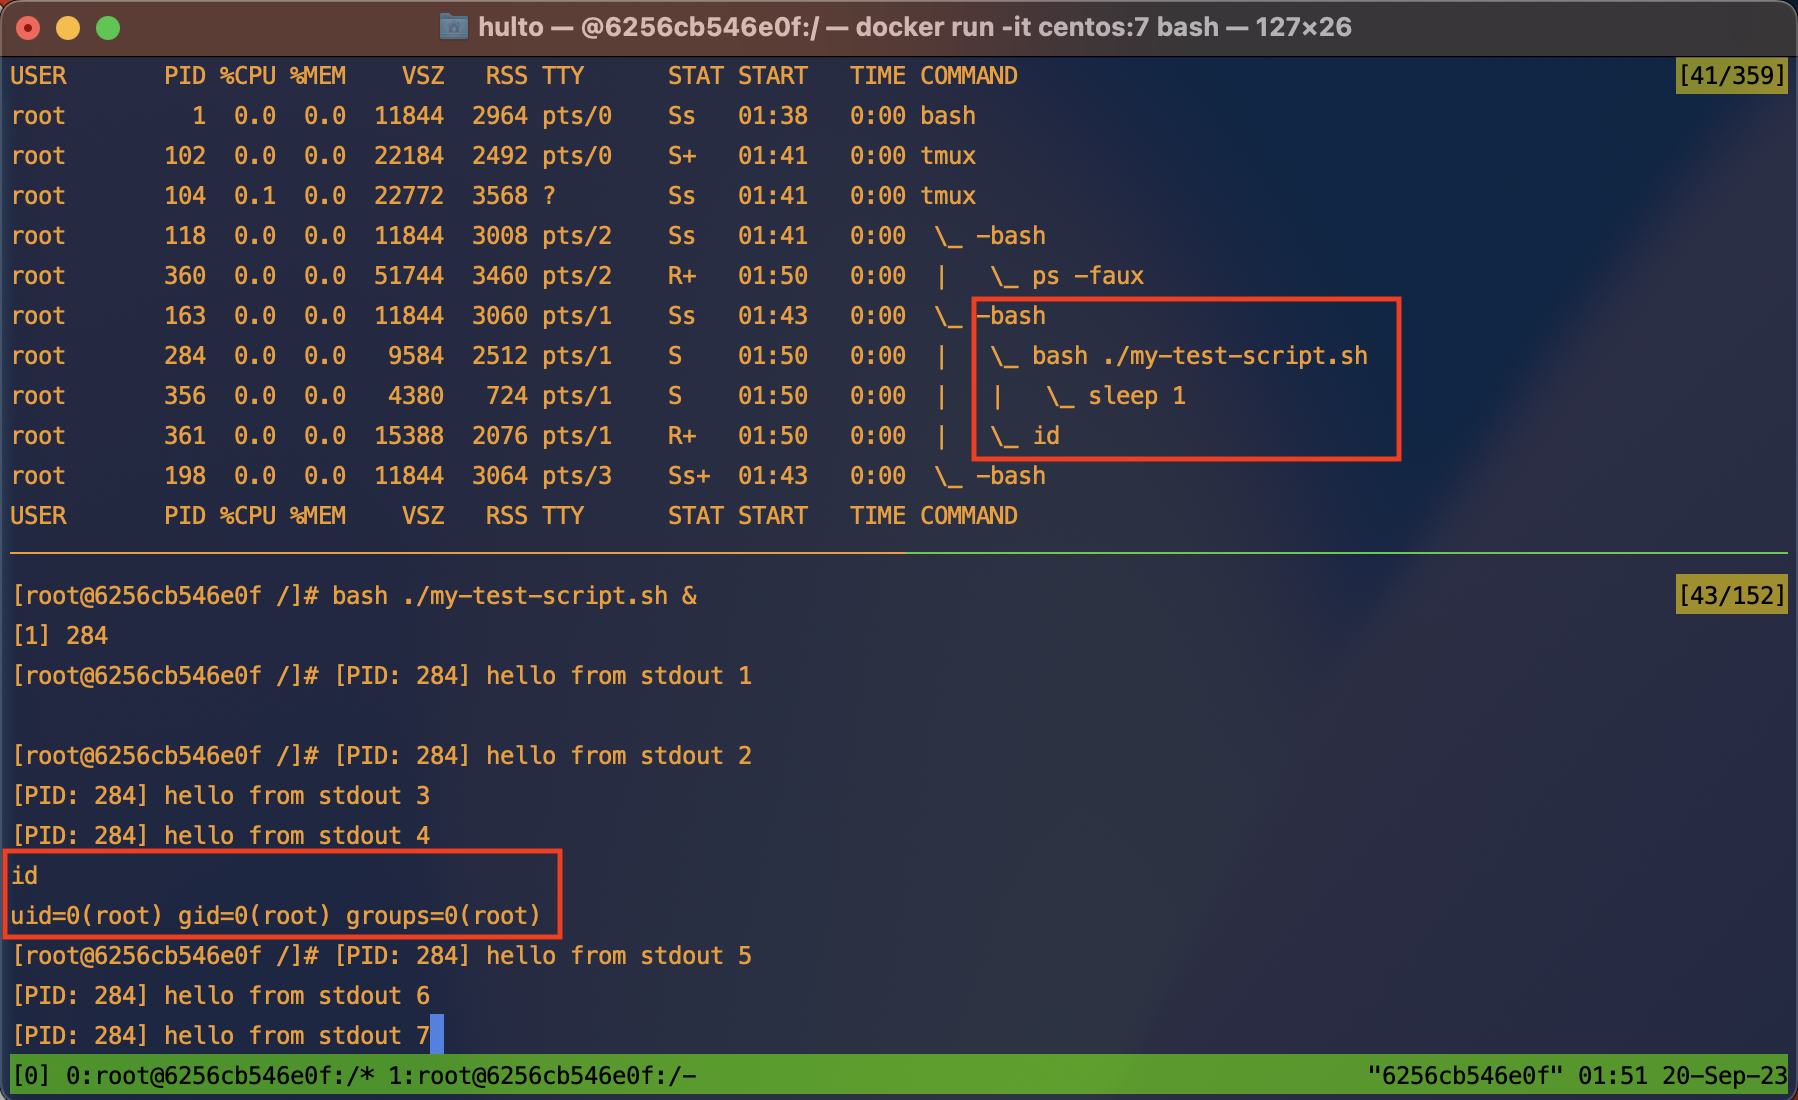 hulto — @6256cb546e0f:/ — docker run -it centos:7 bash — 127×26
USER       PID %CPU %MEM    VSZ   RSS TTY      STAT START   TIME COMMAND [41/359]
root         1  0.0  0.0  11844  2964 pts/0    Ss   01:38   0:00 bash
root       102  0.0  0.0  22184  2492 pts/0    S+   01:41   0:00 tmux
root       104  0.1  0.0  22772  3568 ?        Ss   01:41   0:00 tmux
root       118  0.0  0.0  11844  3008 pts/2    Ss   01:41   0:00  \_ -bash
root       360  0.0  0.0  51744  3460 pts/2    R+   01:50   0:00  |   \_ ps -faux
root       163  0.0  0.0  11844  3060 pts/1    Ss   01:43   0:00  \_ -bash
root       284  0.0  0.0   9584  2512 pts/1    S    01:50   0:00  |   \_ bash ./my-test-script.sh
root       356  0.0  0.0   4380   724 pts/1    S    01:50   0:00  |   |   \_ sleep 1
root       361  0.0  0.0  15388  2076 pts/1    R+   01:50   0:00  |   \_ id
root       198  0.0  0.0  11844  3064 pts/3    Ss+  01:43   0:00  \_ -bash
USER       PID %CPU %MEM    VSZ   RSS TTY      STAT START   TIME COMMAND
[root@6256cb546e0f /]# bash ./my-test-script.sh & [43/152]
[1] 284
[root@6256cb546e0f /]# [PID: 284] hello from stdout 1
[root@6256cb546e0f /]# [PID: 284] hello from stdout 2
[PID: 284] hello from stdout 3
[PID: 284] hello from stdout 4
id
uid=0(root) gid=0(root) groups=0(root)
[root@6256cb546e0f /]# [PID: 284] hello from stdout 5
[PID: 284] hello from stdout 6
[PID: 284] hello from stdout 7
[0] 0:root@6256cb546e0f:/* 1:root@6256cb546e0f:/- "6256cb546e0f" 01:51 20-Sep-23